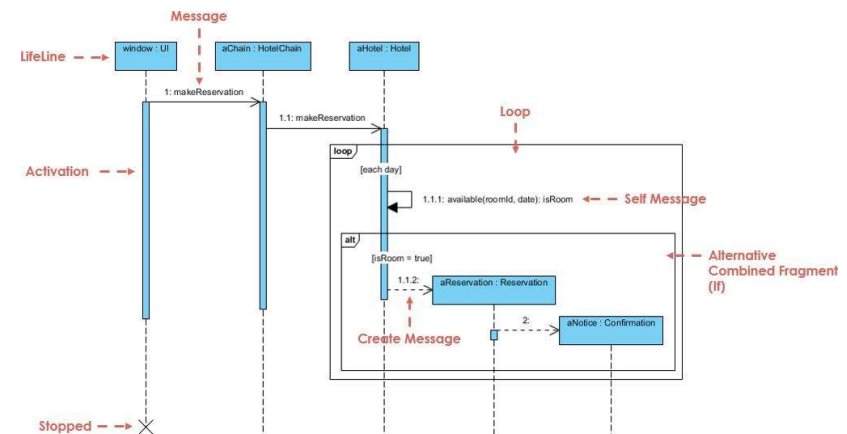 Message
window : UI
aChain : HotelChain
aHotel : Hotel
LifeLine
1: makeReservation
1.1: makeReservation
Loop
loop
[each day]
Activation
1.1.1: available(roomId, date): isRoom
Self Message
alt
[isRoom = true]
Alternative
Combined Fragment
(If)
1.1.2:
aReservation : Reservation
2:
aNotice : Confirmation
Create Message
Stopped